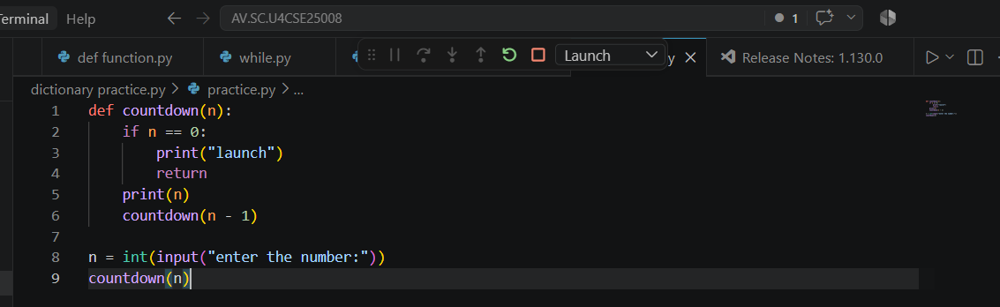 Terminal Help AV.SC.U4CSE25008 1
def function.py while.py Launch y Release Notes: 1.130.0
dictionary practice.py > practice.py > ...
1 def countdown(n):
2     if n == 0:
3         print("launch")
4         return
5     print(n)
6     countdown(n - 1)
7
8 n = int(input("enter the number:"))
9 countdown(n)